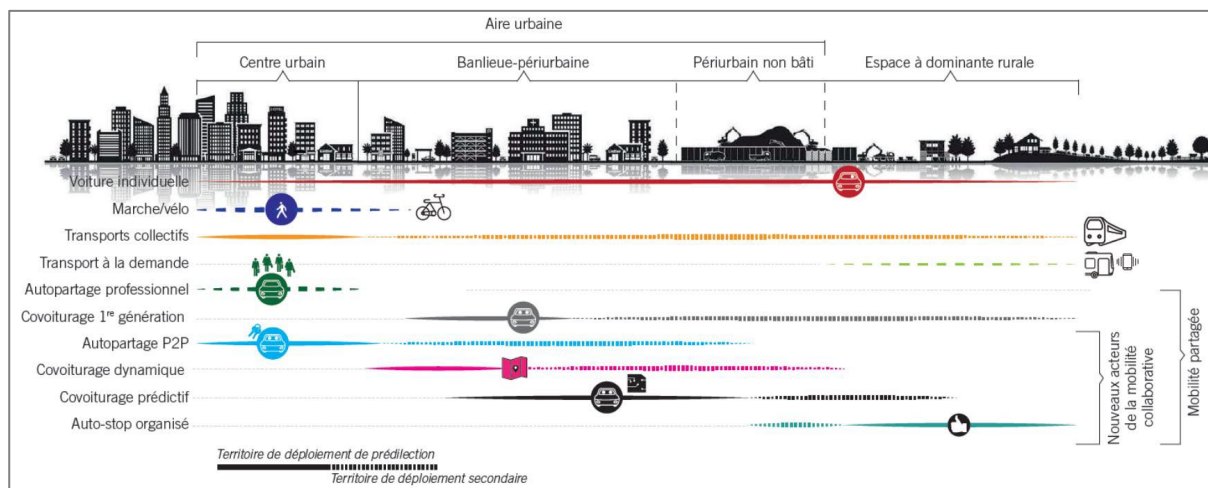 Aire urbaine
Centre urbain
Banlieue-périurbaine
Périurbain non bâti
Espace à dominante rurale
Voiture individuelle
Marche/vélo
Transports collectifs
Transport à la demande
Autopartage professionnel
Covoiturage 1re génération
Autopartage P2P
Covoiturage dynamique
Covoiturage prédictif
Auto-stop organisé
Nouveaux acteurs
de la mobilité
collaborative
Mobilité partagée
Territoire de déploiement de prédilection
Territoire de déploiement secondaire